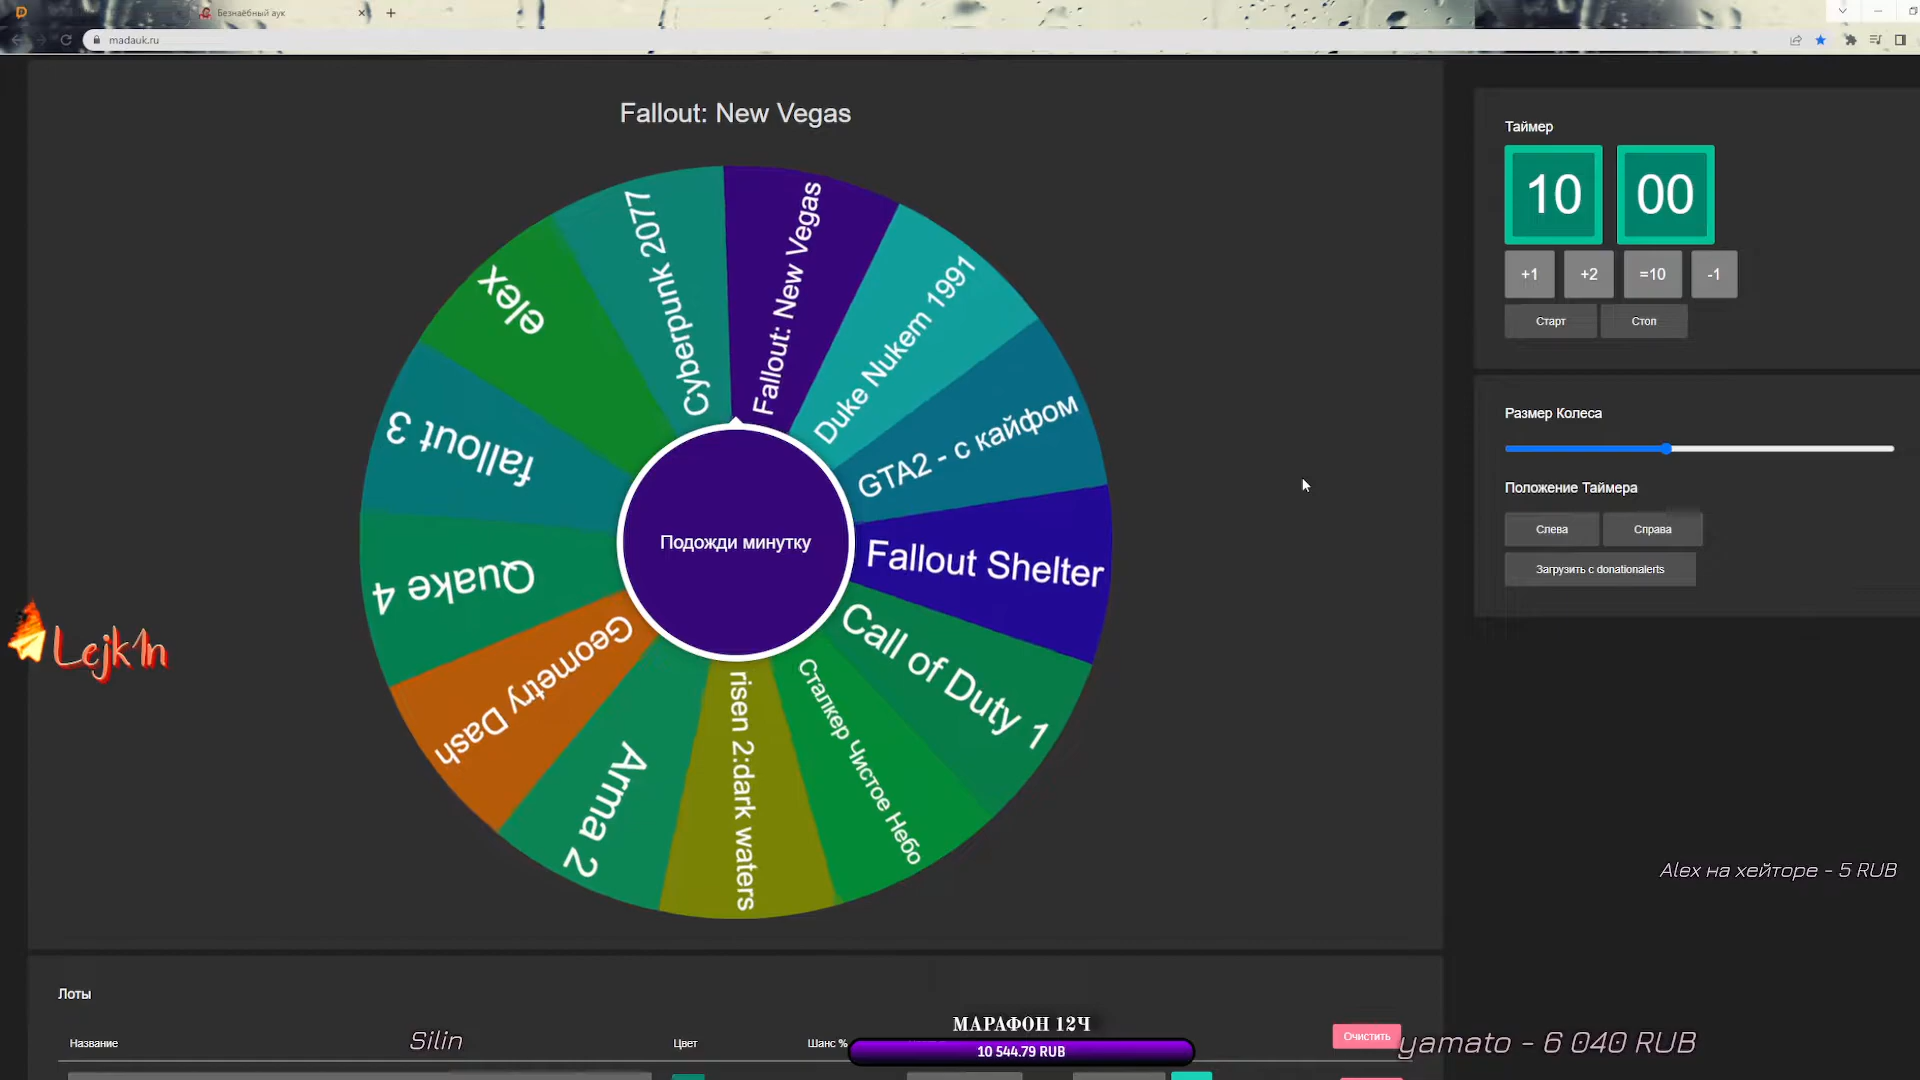 Безнаёбный аук
madauk.ru
Fallout: New Vegas
Fallout: New Vegas
Duke Nukem 1991
GTA2 - с кайфом
Fallout Shelter
Call of Duty 1
Сталкер Чистое Небо
risen 2:dark waters
Arma 2
Geometry Dash
Quake 4
fallout 3
elex
Cyberpunk 2077
Подожди минутку
Таймер
10 00
+1 +2 =10 -1
Старт Стоп
Размер Колеса
Положение Таймера
Слева Справа
Загрузить с donationalerts
Lejk1n
Alex на хейторе - 5 RUB
Лоты
Название
Silin
Цвет
Шанс %
МАРАФОН 12Ч
10 544.79 RUB
Очистить
yamato - 6 040 RUB